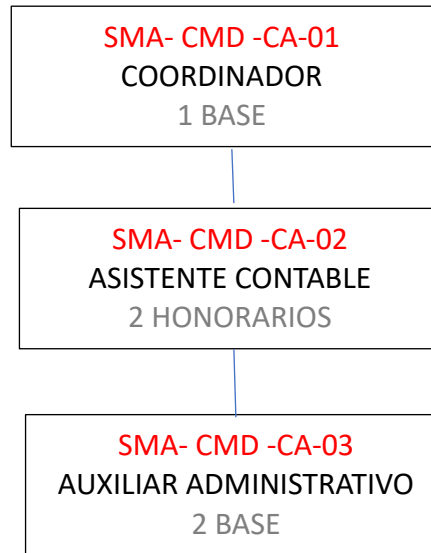 SMA- CMD -CA-01
COORDINADOR
1 BASE
SMA- CMD -CA-02
ASISTENTE CONTABLE
2 HONORARIOS
SMA- CMD -CA-03
AUXILIAR ADMINISTRATIVO
2 BASE